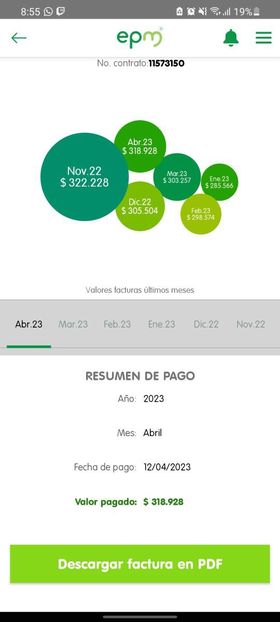 8:55 19%
epm
No. contrato:11573150
Abr.23
$ 318.928
Nov.22
$ 322.228
Mar.23
$ 303.257
Ene.23
$ 285.566
Dic.22
$ 305.504
Feb.23
$ 298.574
Valores facturas últimos meses
Abr.23 Mar.23 Feb.23 Ene.23 Dic.22 Nov.22
RESUMEN DE PAGO
Año: 2023
Mes: Abril
Fecha de pago: 12/04/2023
Valor pagado: $ 318.928
Descargar factura en PDF